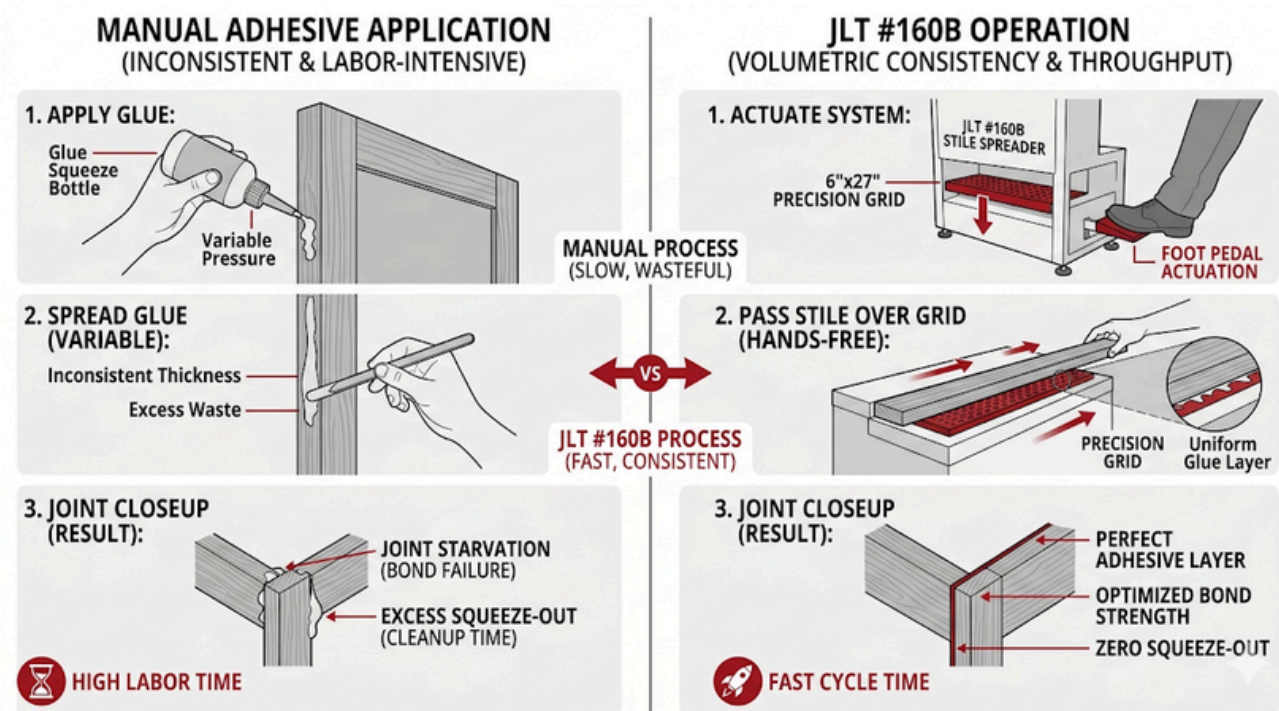 MANUAL ADHESIVE APPLICATION
(INCONSISTENT & LABOR-INTENSIVE)
1. APPLY GLUE:
Glue
Squeeze
Bottle
Variable
Pressure
2. SPREAD GLUE
(VARIABLE):
Inconsistent Thickness
Excess Waste
3. JOINT CLOSEUP
(RESULT):
JOINT STARVATION
(BOND FAILURE)
EXCESS SQUEEZE-OUT
(CLEANUP TIME)
HIGH LABOR TIME
MANUAL PROCESS
(SLOW, WASTEFUL)
VS
JLT #160B PROCESS
(FAST, CONSISTENT)
JLT #160B OPERATION
(VOLUMETRIC CONSISTENCY & THROUGHPUT)
1. ACTUATE SYSTEM:
JLT #160B
STILE SPREADER
6"x27"
PRECISION GRID
FOOT PEDAL
ACTUATION
2. PASS STILE OVER GRID
(HANDS-FREE):
PRECISION
GRID
Uniform
Glue Layer
3. JOINT CLOSEUP
(RESULT):
PERFECT
ADHESIVE LAYER
OPTIMIZED BOND
STRENGTH
ZERO SQUEEZE-OUT
FAST CYCLE TIME